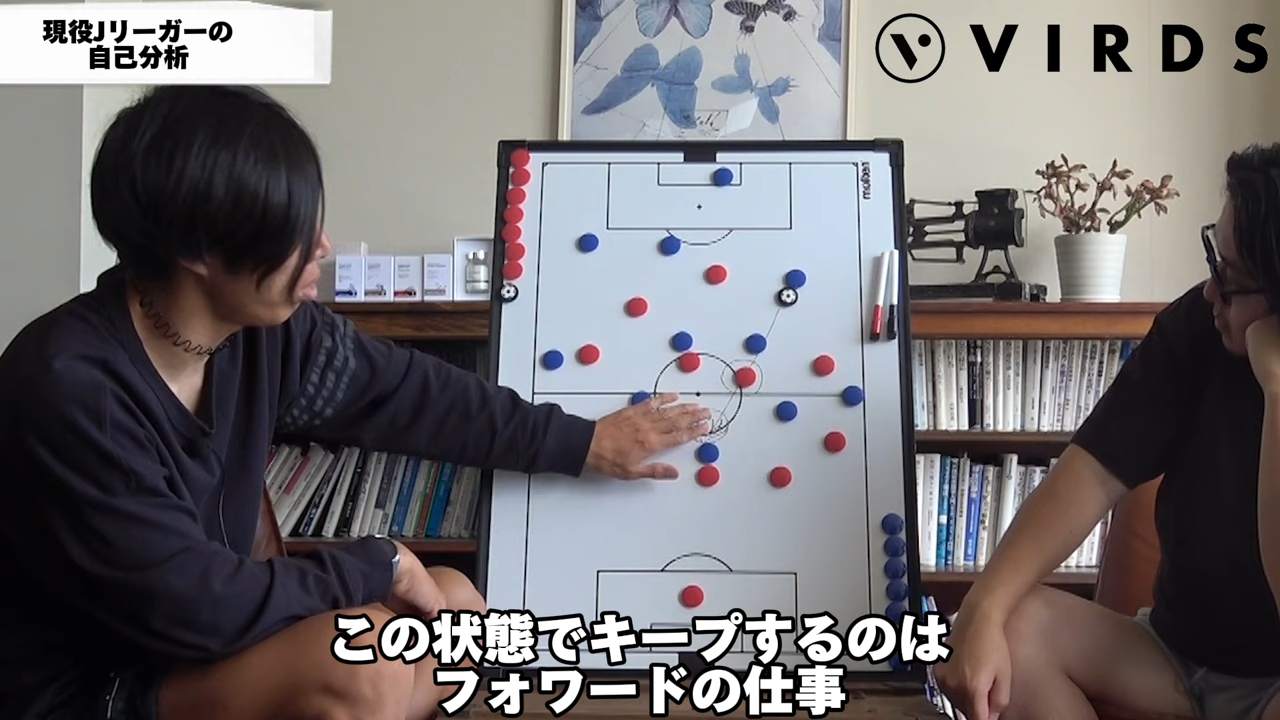 現役Jリーガーの
自己分析
VIRDS
molten
この状態でキープするのは
フォワードの仕事